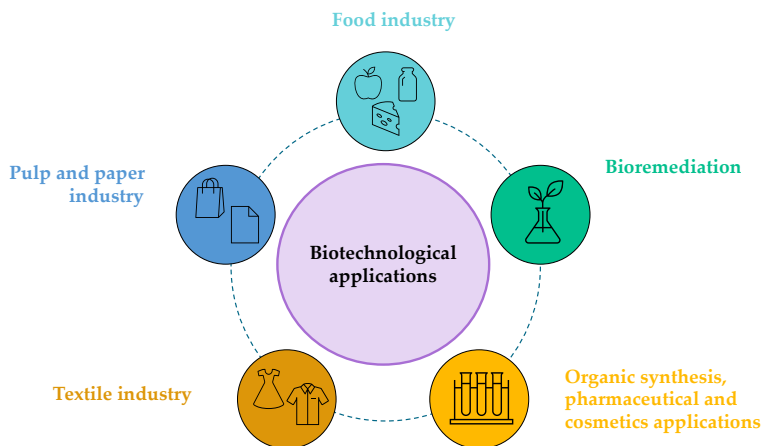 Food industry
Bioremediation
Pulp and paper
industry
Biotechnological
applications
Textile industry
Organic synthesis,
pharmaceutical and
cosmetics applications